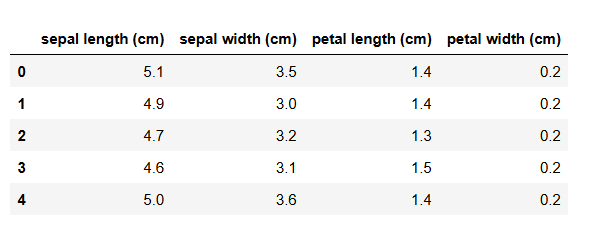 sepal length (cm) sepal width (cm) petal length (cm) petal width (cm)
0 5.1 3.5 1.4 0.2
1 4.9 3.0 1.4 0.2
2 4.7 3.2 1.3 0.2
3 4.6 3.1 1.5 0.2
4 5.0 3.6 1.4 0.2